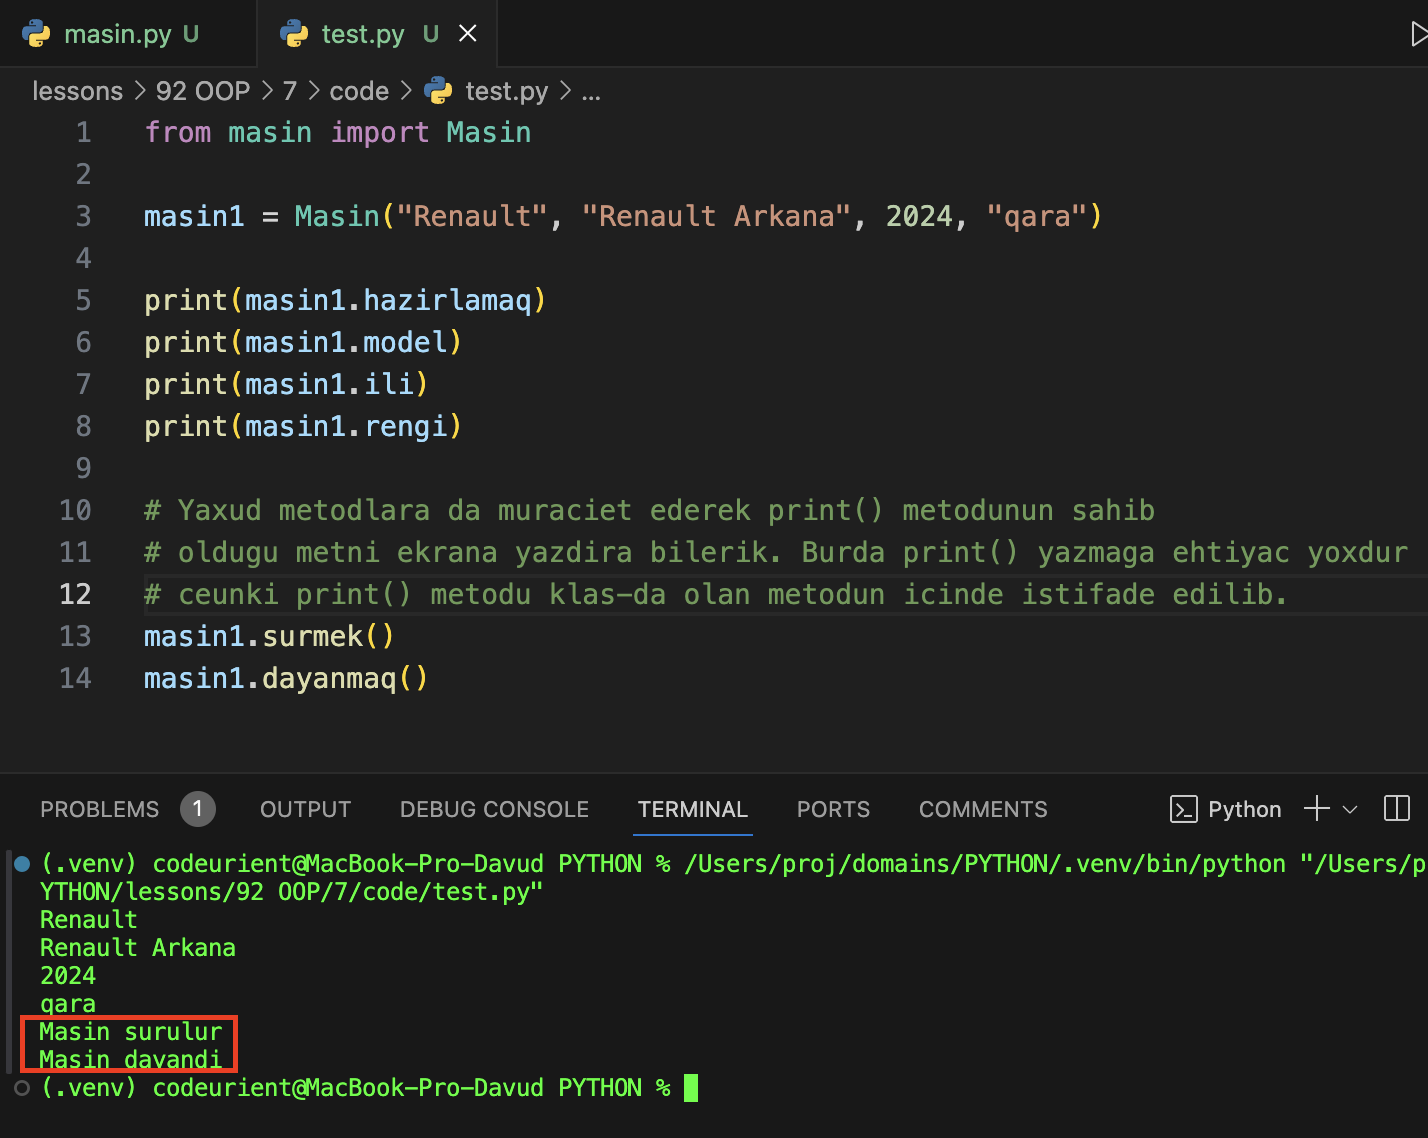 masin.py U test.py U
lessons > 92 OOP > 7 > code > test.py > ...
1 from masin import Masin
2
3 masin1 = Masin("Renault", "Renault Arkana", 2024, "qara")
4
5 print(masin1.hazirlamaq)
6 print(masin1.model)
7 print(masin1.ili)
8 print(masin1.rengi)
9
10 # Yaxud metodlara da muraciet ederek print() metodunun sahib
11 # oldugu metni ekrana yazdira bilerik. Burda print() yazmaga ehtiyac yoxdur
12 # ceunki print() metodu klas-da olan metodun icinde istifade edilib.
13 masin1.surmek()
14 masin1.dayanmaq()
PROBLEMS 1 OUTPUT DEBUG CONSOLE TERMINAL PORTS COMMENTS Python
(.venv) codeurient@MacBook-Pro-Davud PYTHON % /Users/proj/domains/PYTHON/.venv/bin/python "/Users/p
YTHON/lessons/92 OOP/7/code/test.py"
Renault
Renault Arkana
2024
qara
Masin surulur
Masin dayandi
(.venv) codeurient@MacBook-Pro-Davud PYTHON %